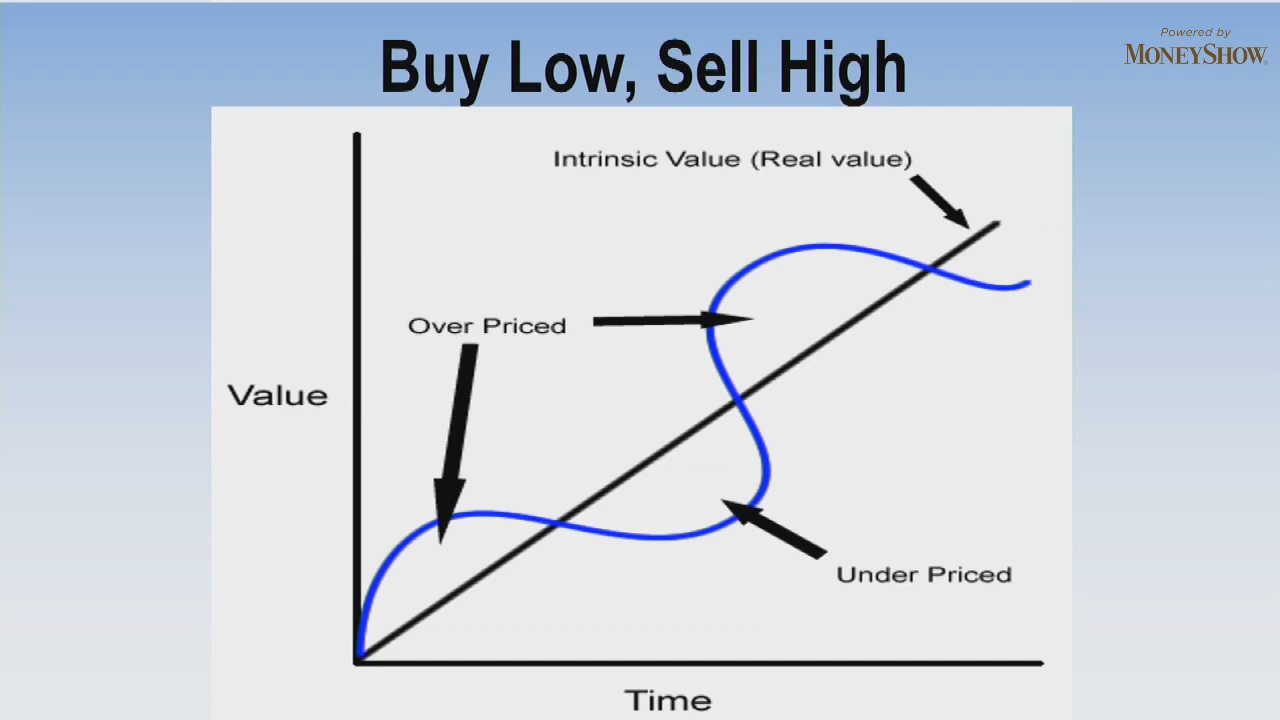 Powered by
MONEYSHOW
Buy Low, Sell High
Intrinsic Value (Real value)
Over Priced
Value
Under Priced
Time